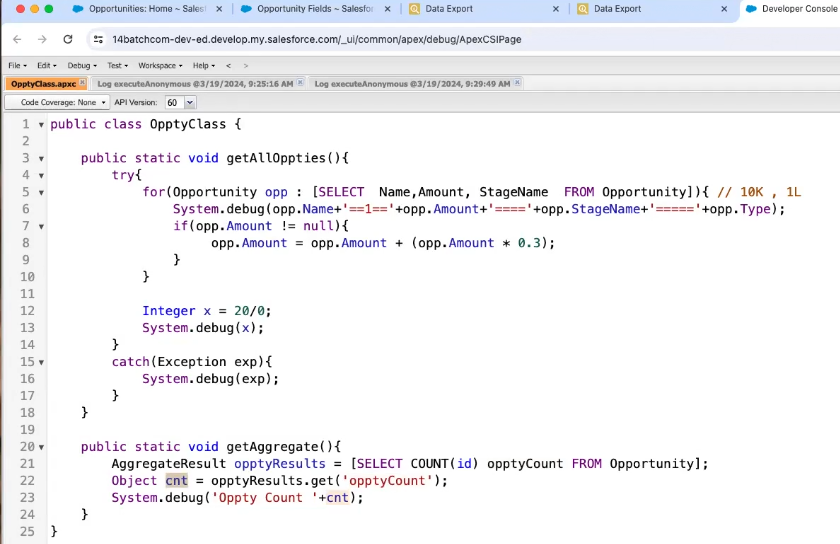 Opportunities: Home ~ Sales
Opportunity Fields ~ Salesfor
Data Export
Data Export
Developer Console
14batchcom-dev-ed.develop.my.salesforce.com/_ui/common/apex/debug/ApexCSIPage
File Edit Debug Test Workspace Help < >
OpptyClass.apxc Log executeAnonymous @3/19/2024, 9:25:16 AM Log executeAnonymous @3/19/2024, 9:29:49 AM
Code Coverage: None API Version: 60
1 public class OpptyClass {
2
3 public static void getAllOppties(){
4 try{
5 for(Opportunity opp : [SELECT Name,Amount, StageName FROM Opportunity]){ // 10K , 1L
6 System.debug(opp.Name+'==1=='+opp.Amount+'===='+opp.StageName+'====='+opp.Type);
7 if(opp.Amount != null){
8 opp.Amount = opp.Amount + (opp.Amount * 0.3);
9 }
10 }
11
12 Integer x = 20/0;
13 System.debug(x);
14 }
15 catch(Exception exp){
16 System.debug(exp);
17 }
18 }
19
20 public static void getAggregate(){
21 AggregateResult opptyResults = [SELECT COUNT(id) opptyCount FROM Opportunity];
22 Object cnt = opptyResults.get('opptyCount');
23 System.debug('Oppty Count '+cnt);
24 }
25 }